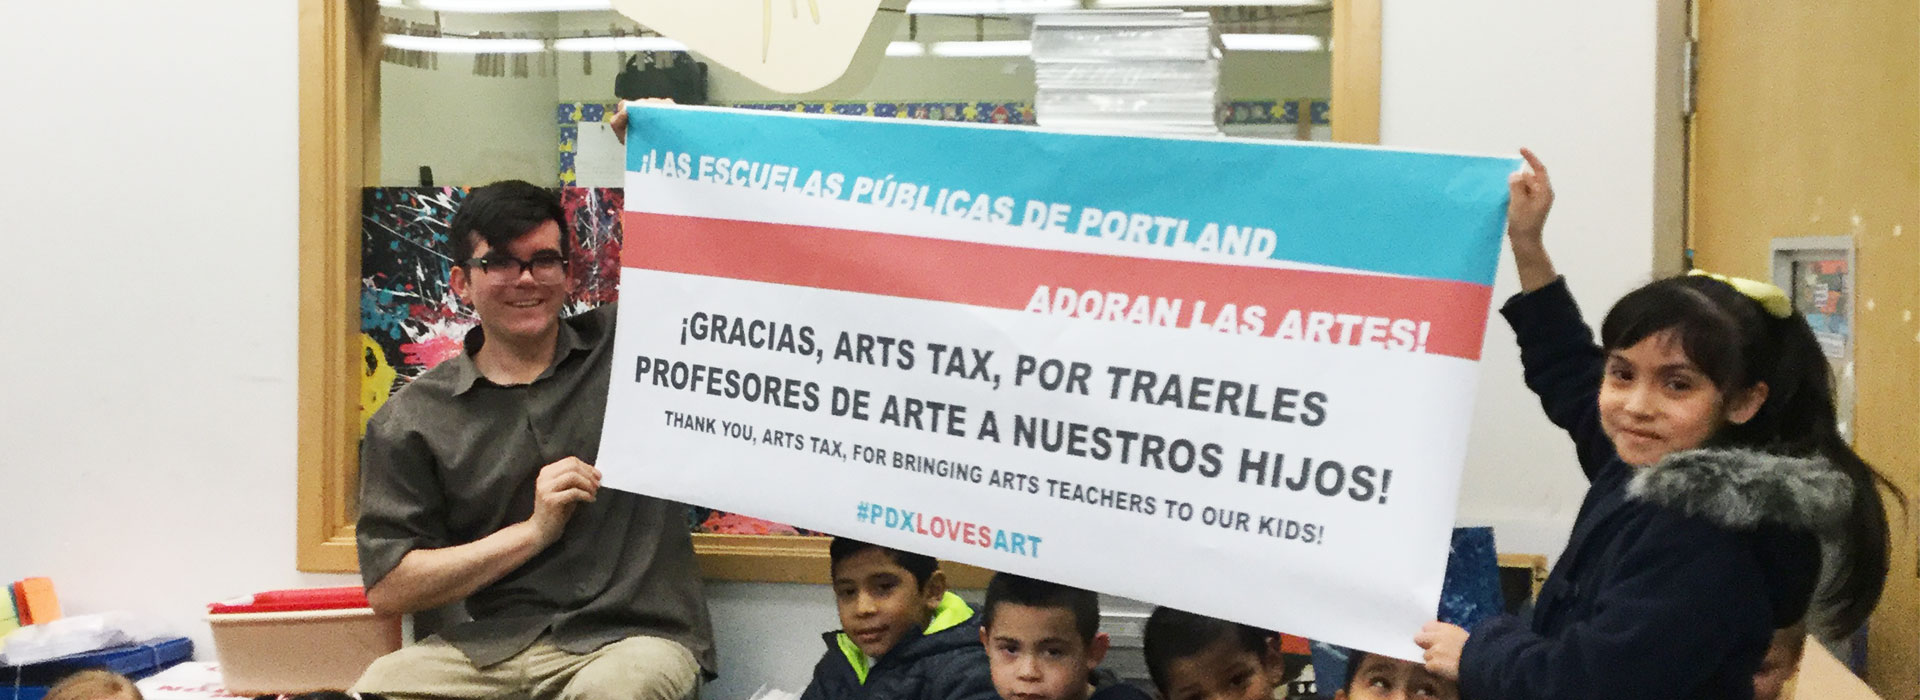 ¡LAS ESCUELAS PÚBLICAS DE PORTLAND
ADORAN LAS ARTES!
¡GRACIAS, ARTS TAX, POR TRAERLES
PROFESORES DE ARTE A NUESTROS HIJOS!
THANK YOU, ARTS TAX, FOR BRINGING ARTS TEACHERS TO OUR KIDS!
#PDXLOVESART